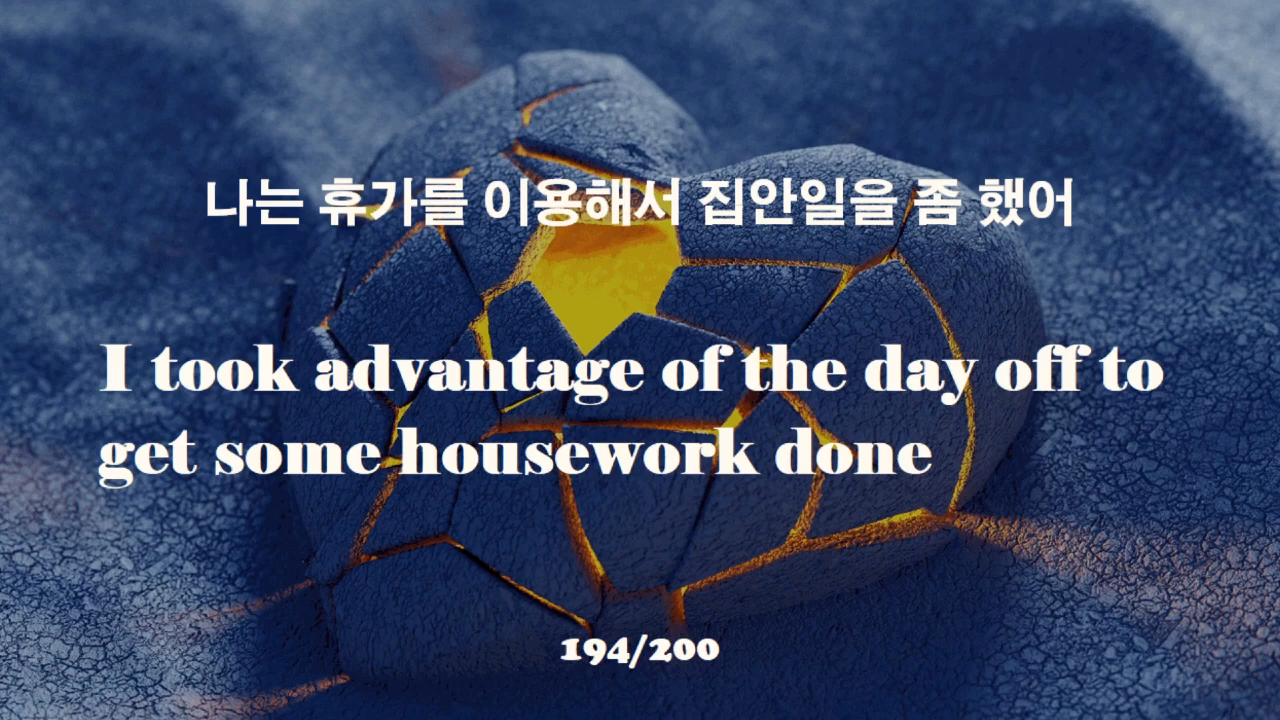 나는 휴가를 이용해서 집안일을 좀 했어
I took advantage of the day off to
get some housework done
194/200